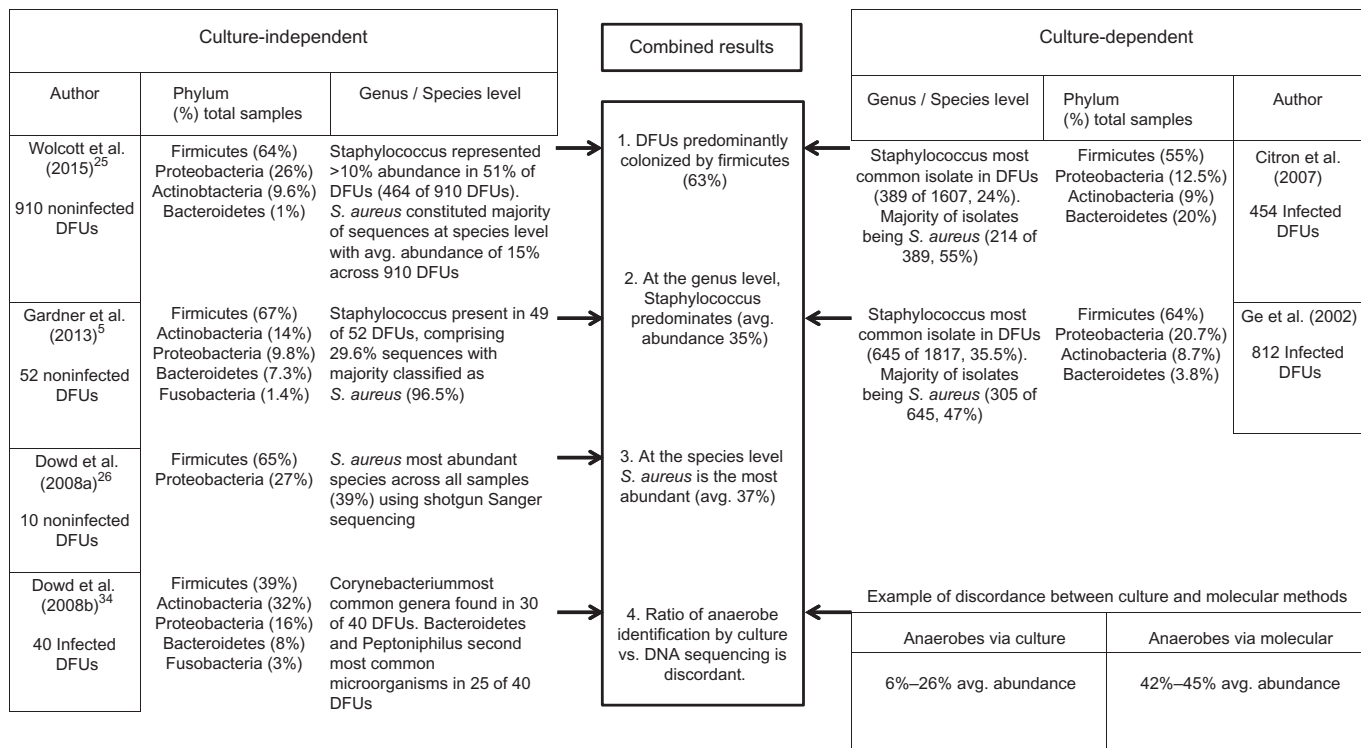 Culture-independent
Author
Phylum
(%) total samples
Genus / Species level
Wolcott et al.
(2015)25
910 noninfected
DFUs
Firmicutes (64%)
Proteobacteria (26%)
Actinobtacteria (9.6%)
Bacteroidetes (1%)
Staphylococcus represented
>10% abundance in 51% of
DFUs (464 of 910 DFUs).
S. aureus constituted majority
of sequences at species level
with avg. abundance of 15%
across 910 DFUs
Gardner et al.
(2013)5
52 noninfected
DFUs
Firmicutes (67%)
Actinobacteria (14%)
Proteobacteria (9.8%)
Bacteroidetes (7.3%)
Fusobacteria (1.4%)
Staphylococcus present in 49
of 52 DFUs, comprising
29.6% sequences with
majority classified as
S. aureus (96.5%)
Dowd et al.
(2008a)26
10 noninfected
DFUs
Firmicutes (65%)
Proteobacteria (27%)
S. aureus most abundant
species across all samples
(39%) using shotgun Sanger
sequencing
Dowd et al.
(2008b)34
40 Infected
DFUs
Firmicutes (39%)
Actinobacteria (32%)
Proteobacteria (16%)
Bacteroidetes (8%)
Fusobacteria (3%)
Corynebacteriummost
common genera found in 30
of 40 DFUs. Bacteroidetes
and Peptoniphilus second
most common
microorganisms in 25 of 40
DFUs
Combined results
1. DFUs predominantly
colonized by firmicutes
(63%)
2. At the genus level,
Staphylococcus
predominates (avg.
abundance 35%)
3. At the species level
S. aureus is the most
abundant (avg. 37%)
4. Ratio of anaerobe
identification by culture
vs. DNA sequencing is
discordant.
Culture-dependent
Genus / Species level
Phylum
(%) total samples
Author
Staphylococcus most
common isolate in DFUs
(389 of 1607, 24%).
Majority of isolates
being S. aureus (214 of
389, 55%)
Firmicutes (55%)
Proteobacteria (12.5%)
Actinobacteria (9%)
Bacteroidetes (20%)
Citron et al.
(2007)
454 Infected
DFUs
Staphylococcus most
common isolate in DFUs
(645 of 1817, 35.5%).
Majority of isolates
being S. aureus (305 of
645, 47%)
Firmicutes (64%)
Proteobacteria (20.7%)
Actinobacteria (8.7%)
Bacteroidetes (3.8%)
Ge et al. (2002)
812 Infected
DFUs
Example of discordance between culture and molecular methods
Anaerobes via culture
Anaerobes via molecular
6%–26% avg. abundance
42%–45% avg. abundance